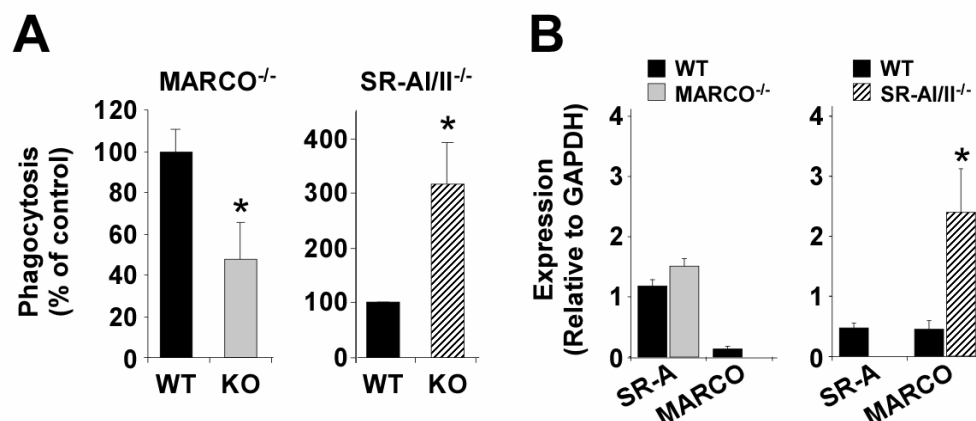 A
MARCO-/-
SR-AI/II-/-
Phagocytosis
(% of control)
120
100
80
60
40
20
0
*
WT
KO
400
300
200
100
0
*
WT
KO
B
WT
MARCO-/-
WT
SR-AI/II-/-
Expression
(Relative to GAPDH)
4
3
2
1
0
SR-A
MARCO
4
3
2
1
0
*
SR-A
MARCO